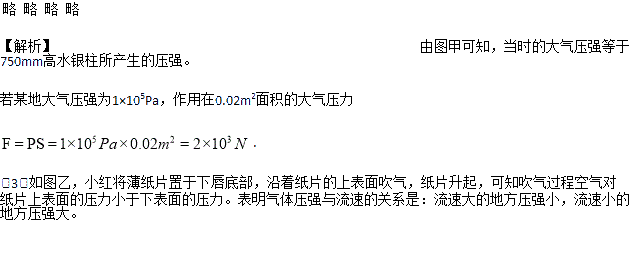 略 略 略 略
【解析】 由图甲可知，当时的大气压强等于
750mm高水银柱所产生的压强。
若某地大气压强为1×10⁵Pa，作用在0.02m²面积的大气压力
F = PS = 1×10⁵ Pa×0.02m² = 2×10³ N .
3 如图乙，小红将薄纸片置于下唇底部，沿着纸片的上表面吹气，纸片升起，可知吹气过程空气对
纸片上表面的压力小于下表面的压力。表明气体压强与流速的关系是：流速大的地方压强小，流速小的
地方压强大。